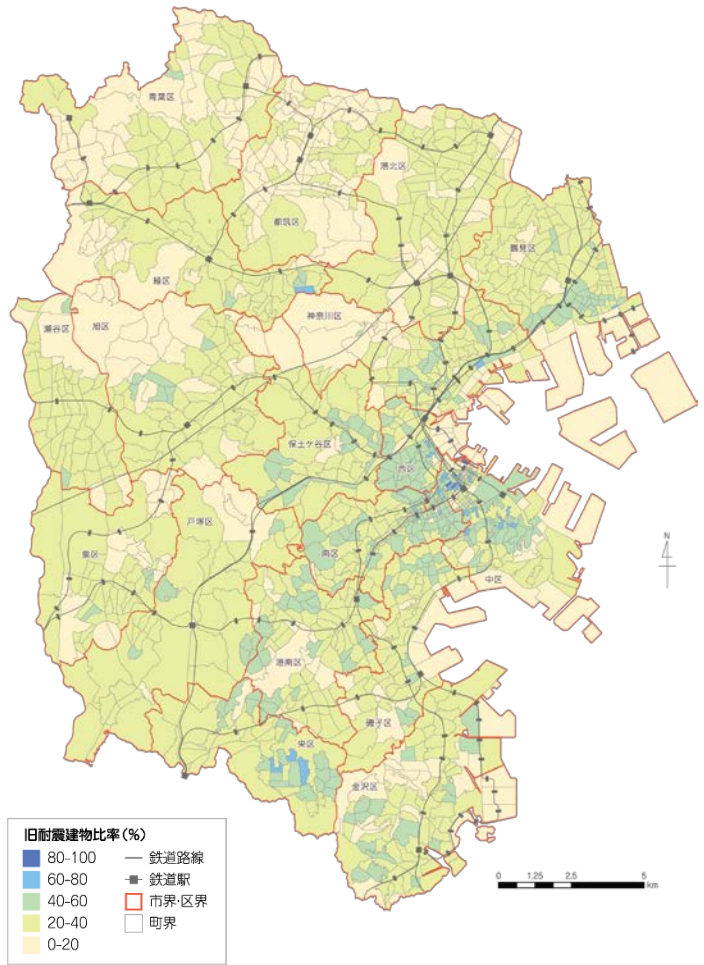 青葉区
港北区
都筑区
鶴見区
緑区
神奈川区
瀬谷区
旭区
保土ケ谷区
西区
戸塚区
泉区
南区
中区
港南区
磯子区
栄区
金沢区
N
旧耐震建物比率(%)
80-100
60-80
40-60
20-40
0-20
鉄道路線
鉄道駅
市界・区界
町界
0 1.25 2.5 5
km